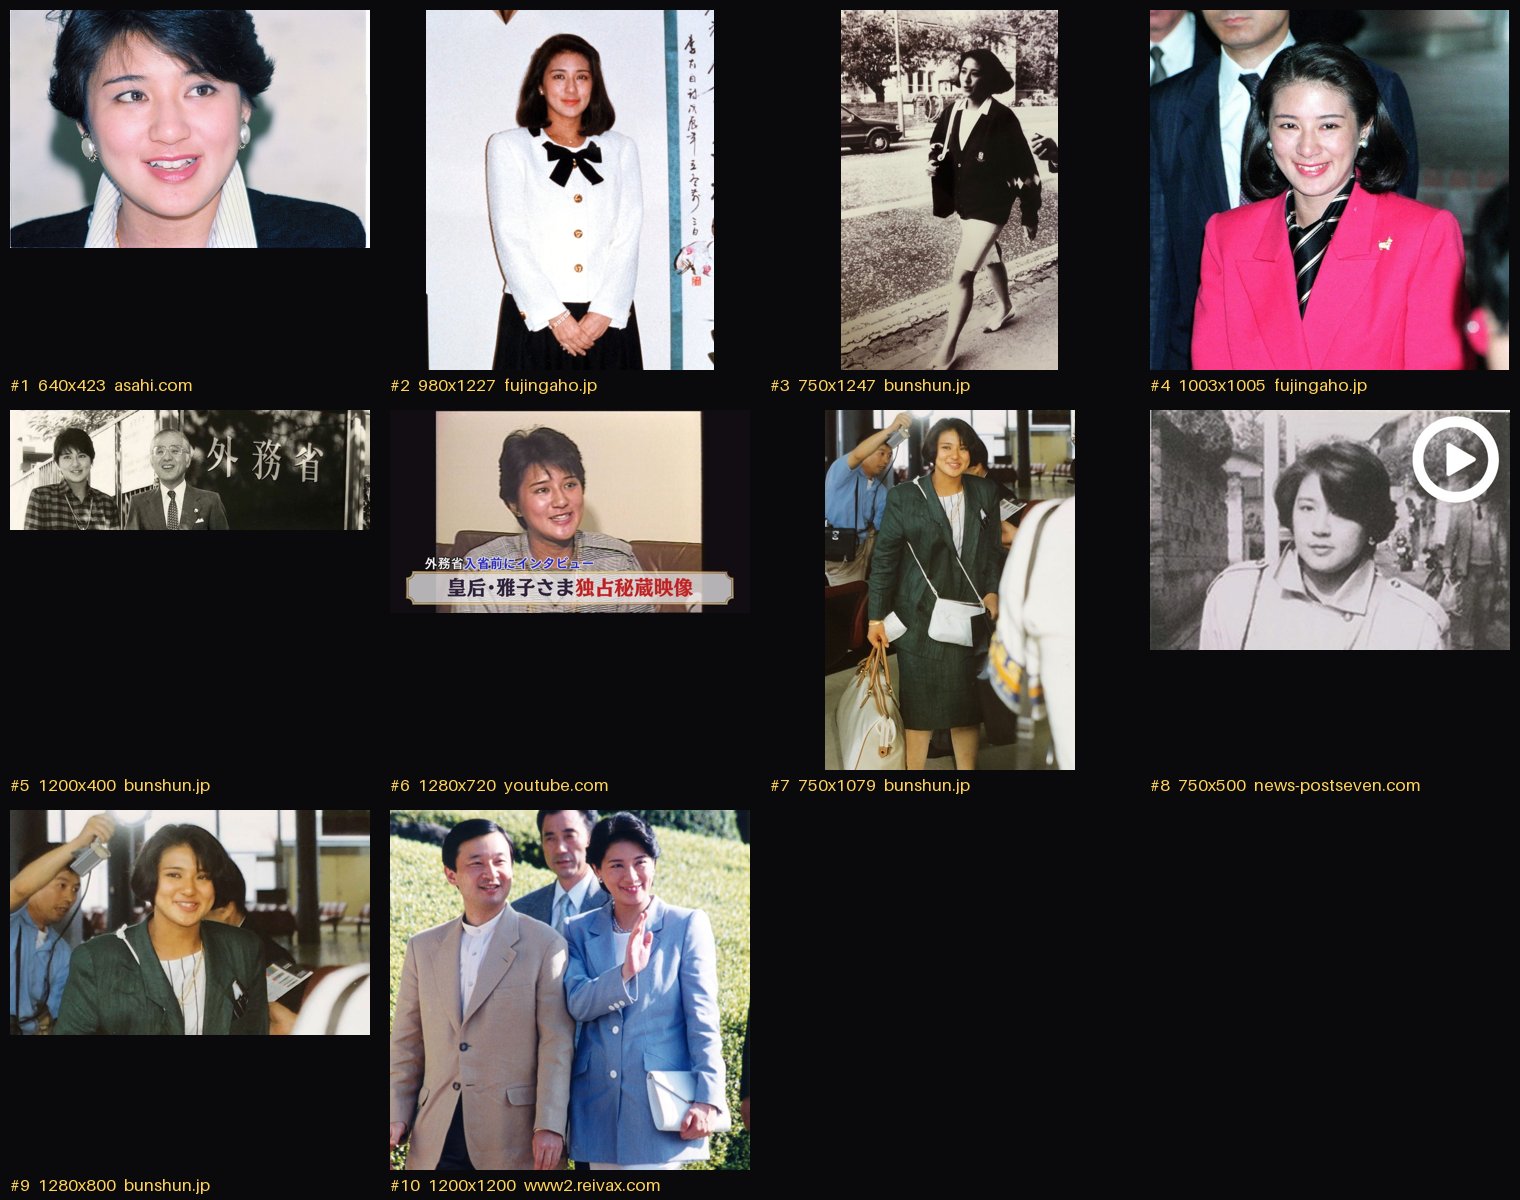 #1 640x423 asahi.com
#2 980x1227 fujingaho.jp
#3 750x1247 bunshun.jp
#4 1003x1005 fujingaho.jp
外務省
外務省入省前にインタビュー
皇后・雅子さま独占秘蔵映像
#5 1200x400 bunshun.jp
#6 1280x720 youtube.com
#7 750x1079 bunshun.jp
#8 750x500 news-postseven.com
#9 1280x800 bunshun.jp
#10 1200x1200 www2.reivax.com